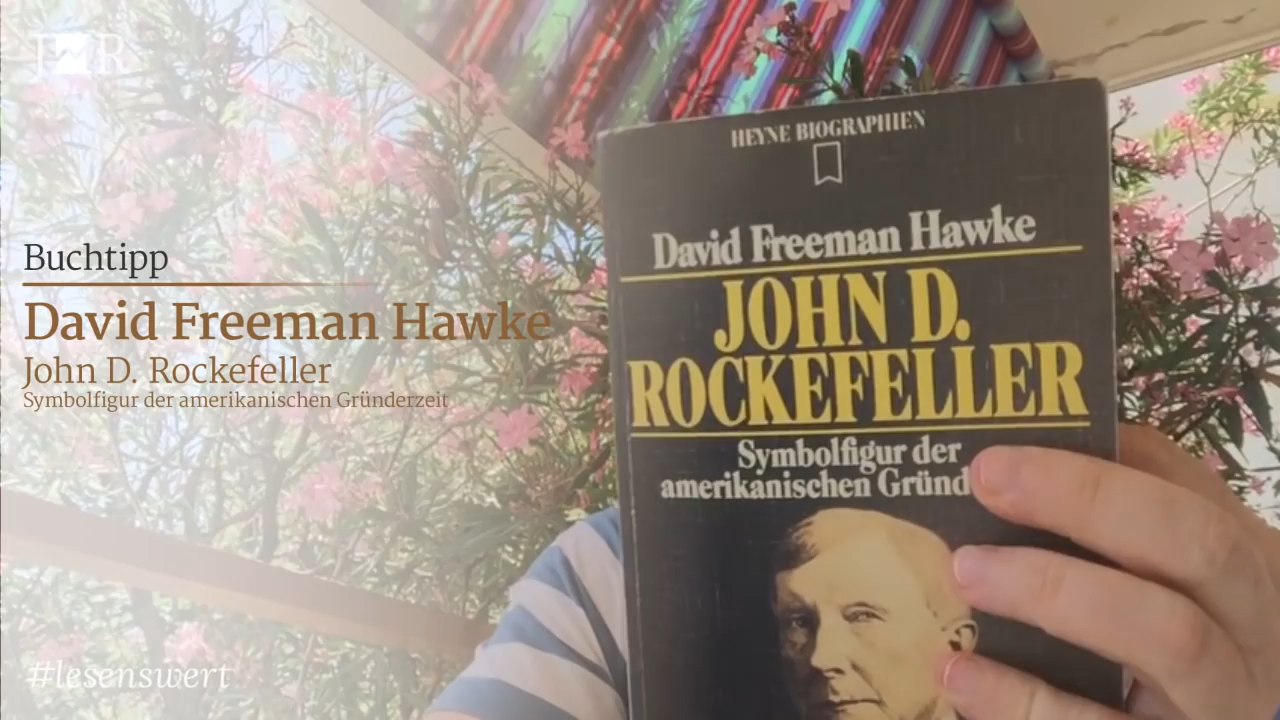 Buchtipp
David Freeman Hawke
John D. Rockefeller
Symbolfigur der amerikanischen Gründerzeit
#lesenswert
HEYNE BIOGRAPHIEN
David Freeman Hawke
JOHN D.
ROCKEFELLER
Symbolfigur der
amerikanischen